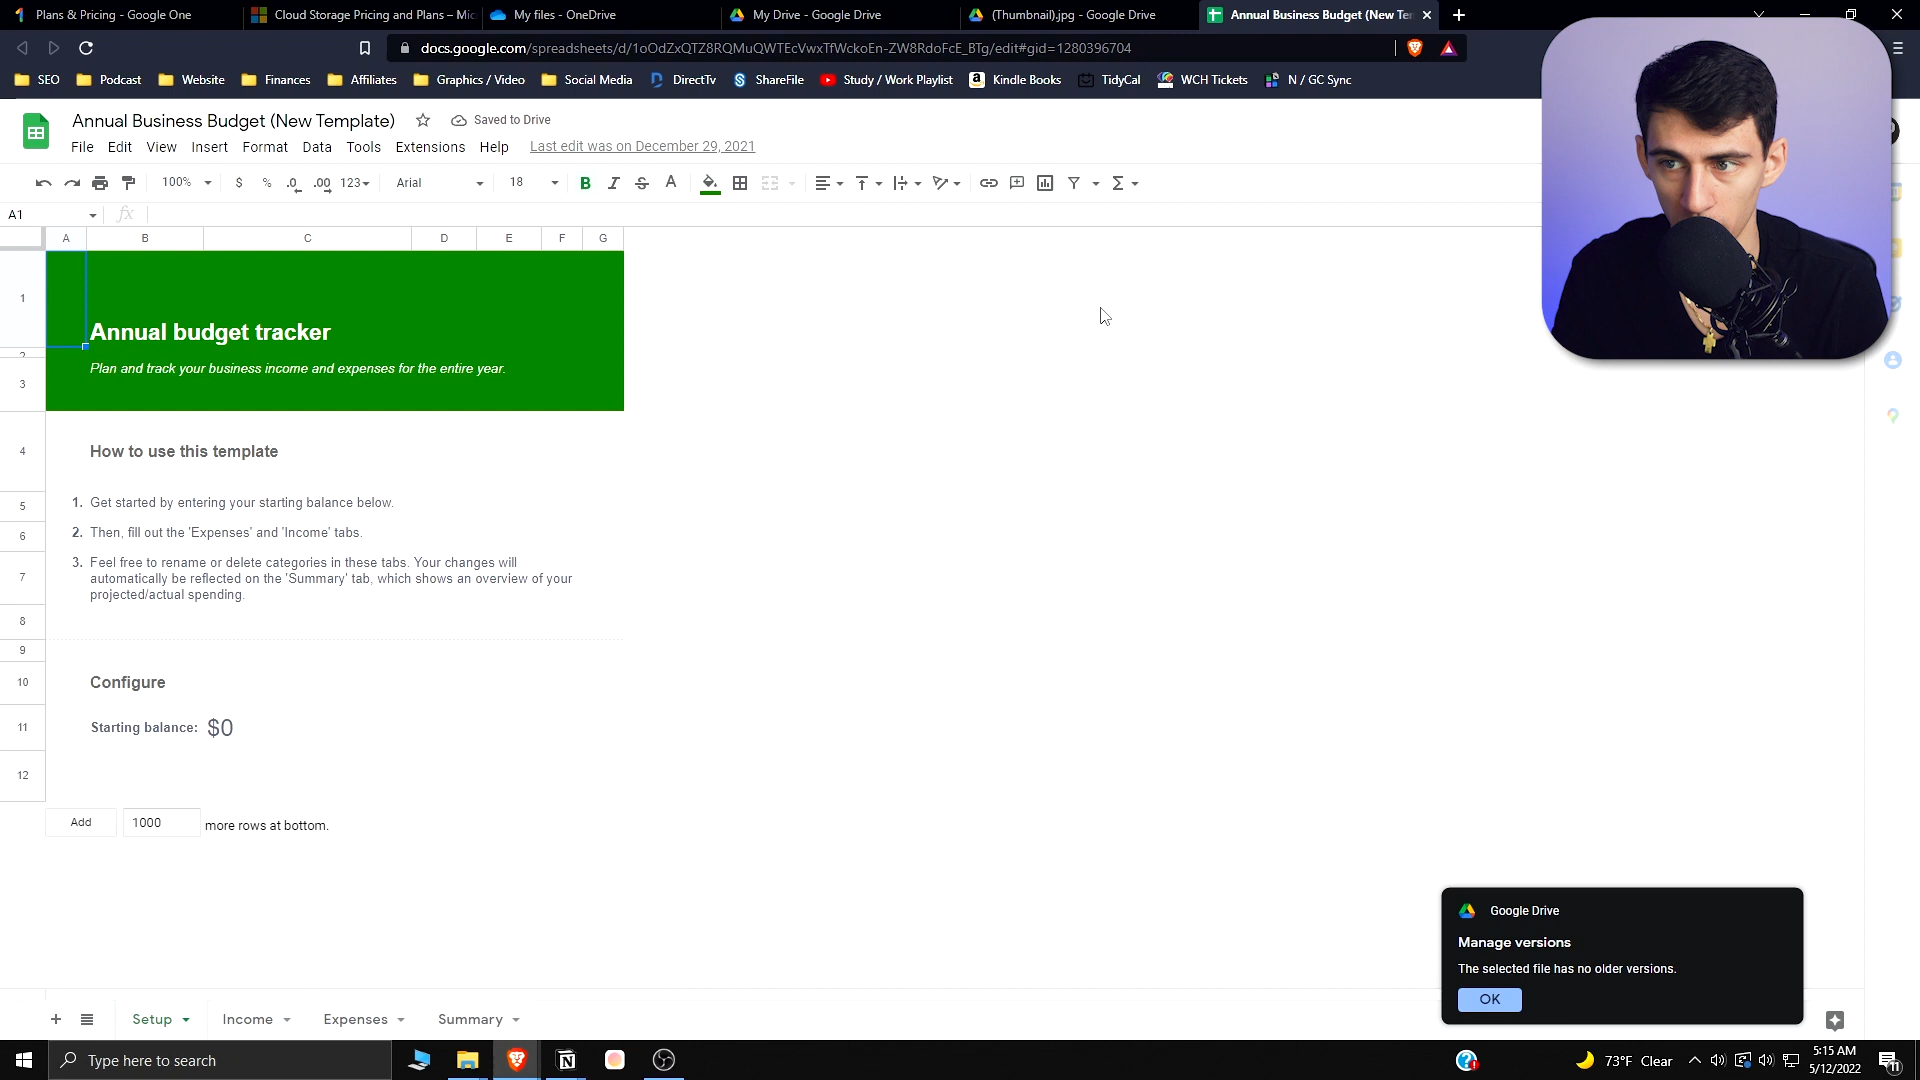 Plans & Pricing - Google One
Cloud Storage Pricing and Plans – Mic
My files - OneDrive
My Drive - Google Drive
(Thumbnail).jpg - Google Drive
Annual Business Budget (New Te
docs.google.com/spreadsheets/d/1oOdZxQTZ8RQMuQWTEcVwxTfWckoEn-ZW8RdoFcE_BTg/edit#gid=1280396704
SEO Podcast Website Finances Affiliates Graphics / Video Social Media DirectTv ShareFile Study / Work Playlist Kindle Books TidyCal WCH Tickets N / GC Sync
Annual Business Budget (New Template)
Saved to Drive
File Edit View Insert Format Data Tools Extensions Help Last edit was on December 29, 2021
100% $ % .0 .00 123 Arial 18 B I S A Σ
A1 fx
A B C D E F G
1
Annual budget tracker
2
3 Plan and track your business income and expenses for the entire year.
4 How to use this template
5 1. Get started by entering your starting balance below.
6 2. Then, fill out the 'Expenses' and 'Income' tabs.
7 3. Feel free to rename or delete categories in these tabs. Your changes will
automatically be reflected on the 'Summary' tab, which shows an overview of your
projected/actual spending.
8
9
10 Configure
11 Starting balance: $0
12
Add 1000 more rows at bottom.
Google Drive
Manage versions
The selected file has no older versions.
OK
Setup Income Expenses Summary
Type here to search
73°F Clear
5:15 AM
5/12/2022
11